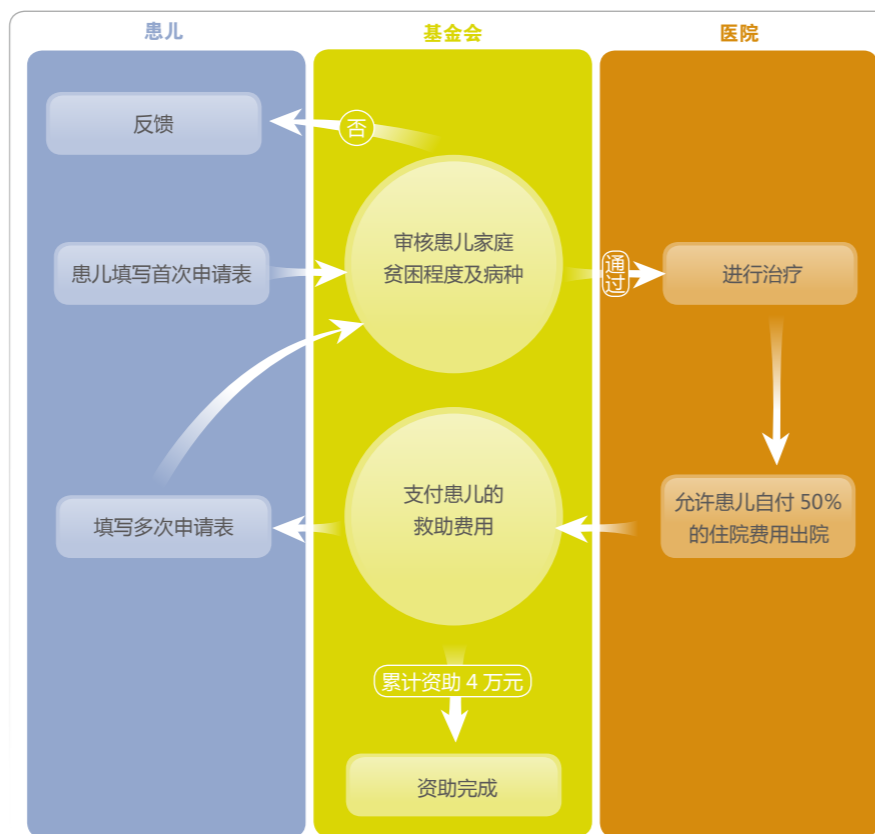 患儿
基金会
医院
反馈
否
审核患儿家庭
贫困程度及病种
患儿填写首次申请表
通过
进行治疗
支付患儿的
救助费用
填写多次申请表
允许患儿自付 50%
的住院费用出院
累计资助 4 万元
资助完成